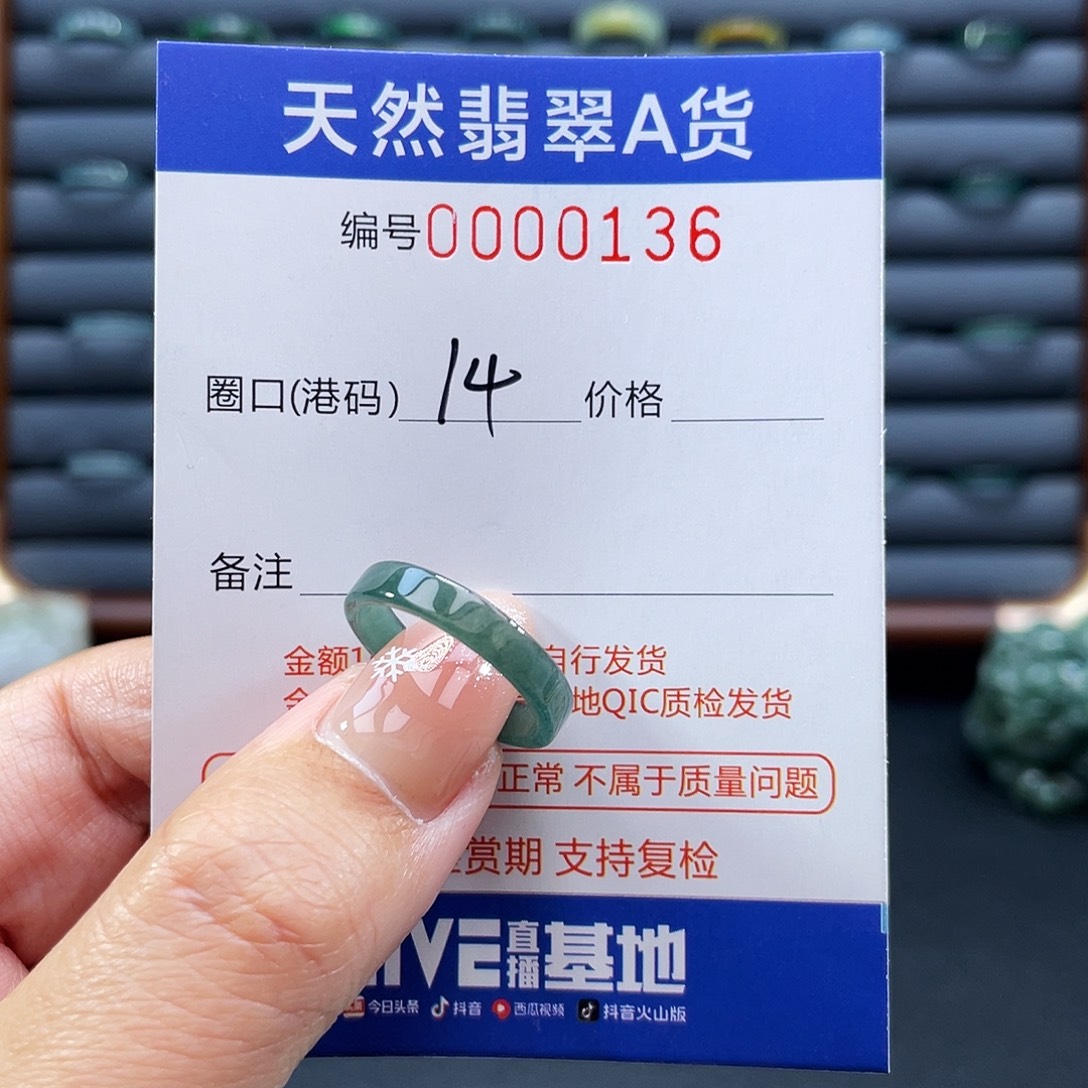 天然翡翠A货
编号0000136
圈口(港码) 14 价格
备注
金额1 自行发货
地QIC质检发货
正常 不属于质量问题
赏期 支持复检
IVE直播基地
今日头条 抖音 西瓜视频 抖音火山版